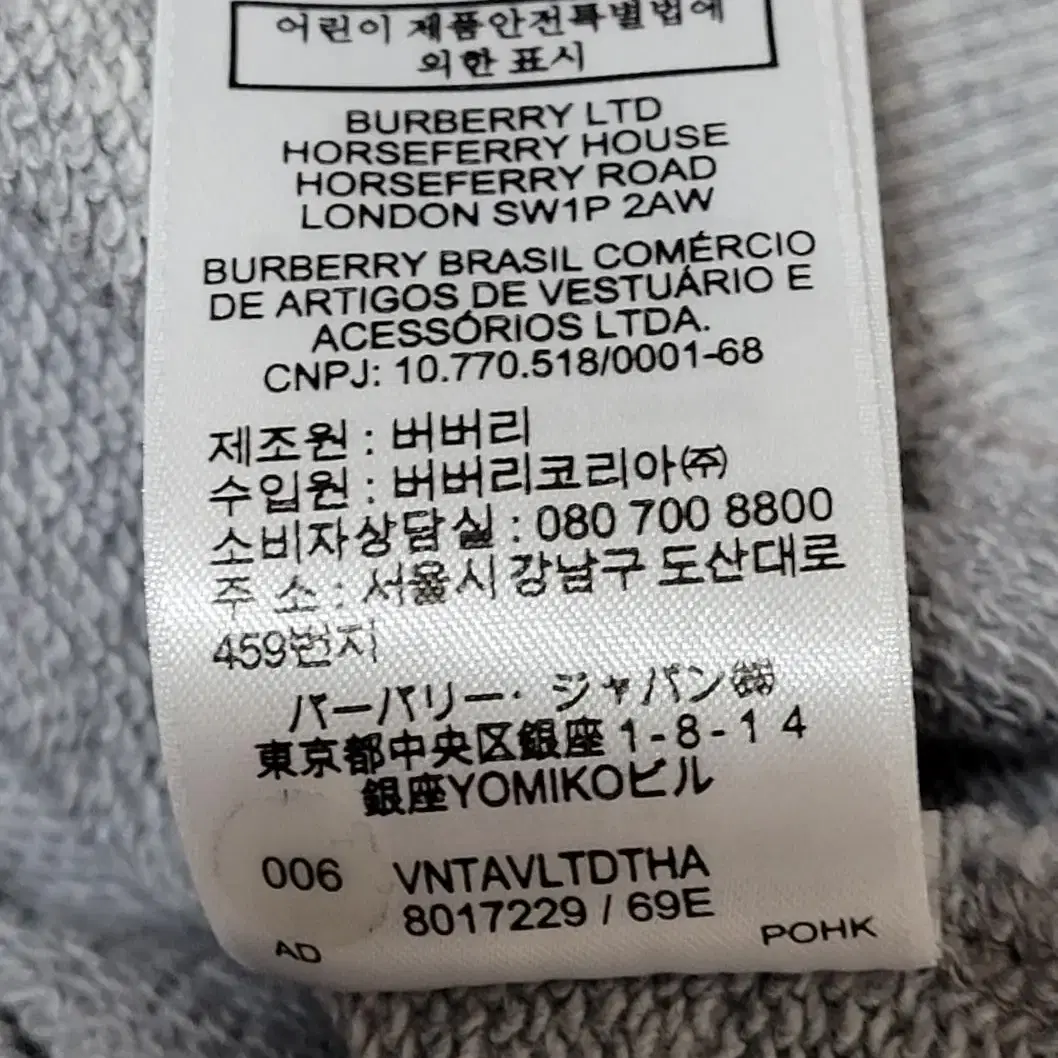 어린이 제품안전특별법에
의한 표시
BURBERRY LTD
HORSEFERRY HOUSE
HORSEFERRY ROAD
LONDON SW1P 2AW
BURBERRY BRASIL COMÉRCIO
DE ARTIGOS DE VESTUÁRIO E
ACESSÓRIOS LTDA.
CNPJ: 10.770.518/0001-68
제조원 : 버버리
수입원 : 버버리코리아㈜
소비자상담실 : 080 700 8800
주 소 : 서울시 강남구 도산대로
459번지
バーバリー・ジャパン㈱
東京都中央区銀座 1-8-1 4
銀座YOMIKOビル
006 VNTAVLTDTHA
8017229 / 69E
AD POHK